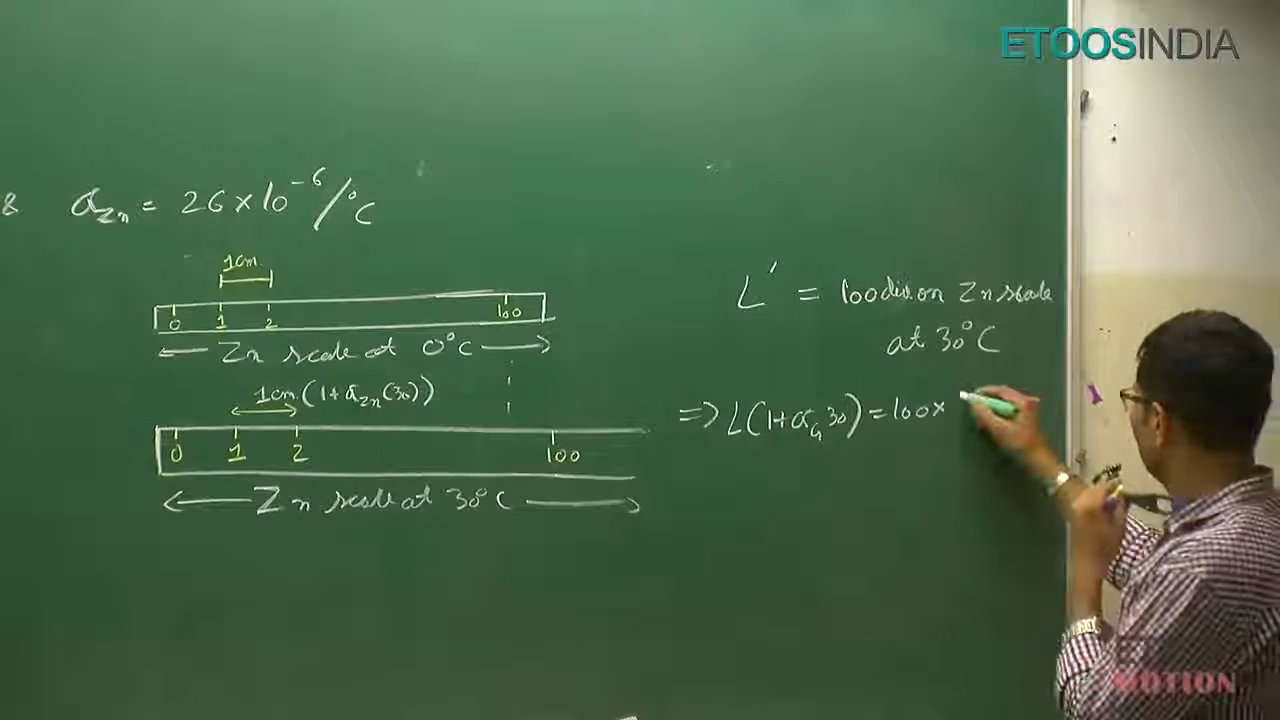 ETOOSINDIA
& α_Zn = 26×10⁻⁶/°C
1cm.
0 1 2 100
← Zn scale at 0°C →
1cm (1+α_Zn(30))
0 1 2 100
← Zn scale at 30°C →
L' = 100 div on Zn scale
at 30°C
⇒ L(1+α_G 30) = 100×
MOTION